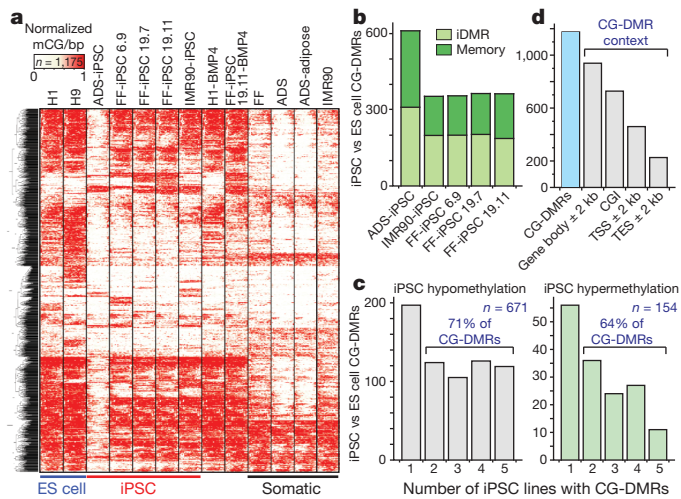 a
Normalized
mCG/bp
n = 1,175
0 1
H1
H9
ADS-iPSC
FF-iPSC 6.9
FF-iPSC 19.7
FF-iPSC 19.11
IMR90-iPSC
H1-BMP4
FF-iPSC
19.11-BMP4
FF
ADS
ADS-adipose
IMR90
ES cell
iPSC
Somatic
b
iPSC vs ES cell CG-DMRs
600
300
0
iDMR
Memory
ADS-iPSC
IMR90-iPSC
FF-iPSC 6.9
FF-iPSC 19.7
FF-iPSC 19.11
d
1,000
600
200
0
CG-DMR
context
CG-DMRs
Gene body ± 2 kb
CGI
TSS ± 2 kb
TES ± 2 kb
c
iPSC vs ES cell CG-DMRs
iPSC hypomethylation
200
100
0
n = 671
71% of
CG-DMRs
1 2 3 4 5
iPSC hypermethylation
50
40
30
20
10
0
n = 154
64% of
CG-DMRs
1 2 3 4 5
Number of iPSC lines with CG-DMRs